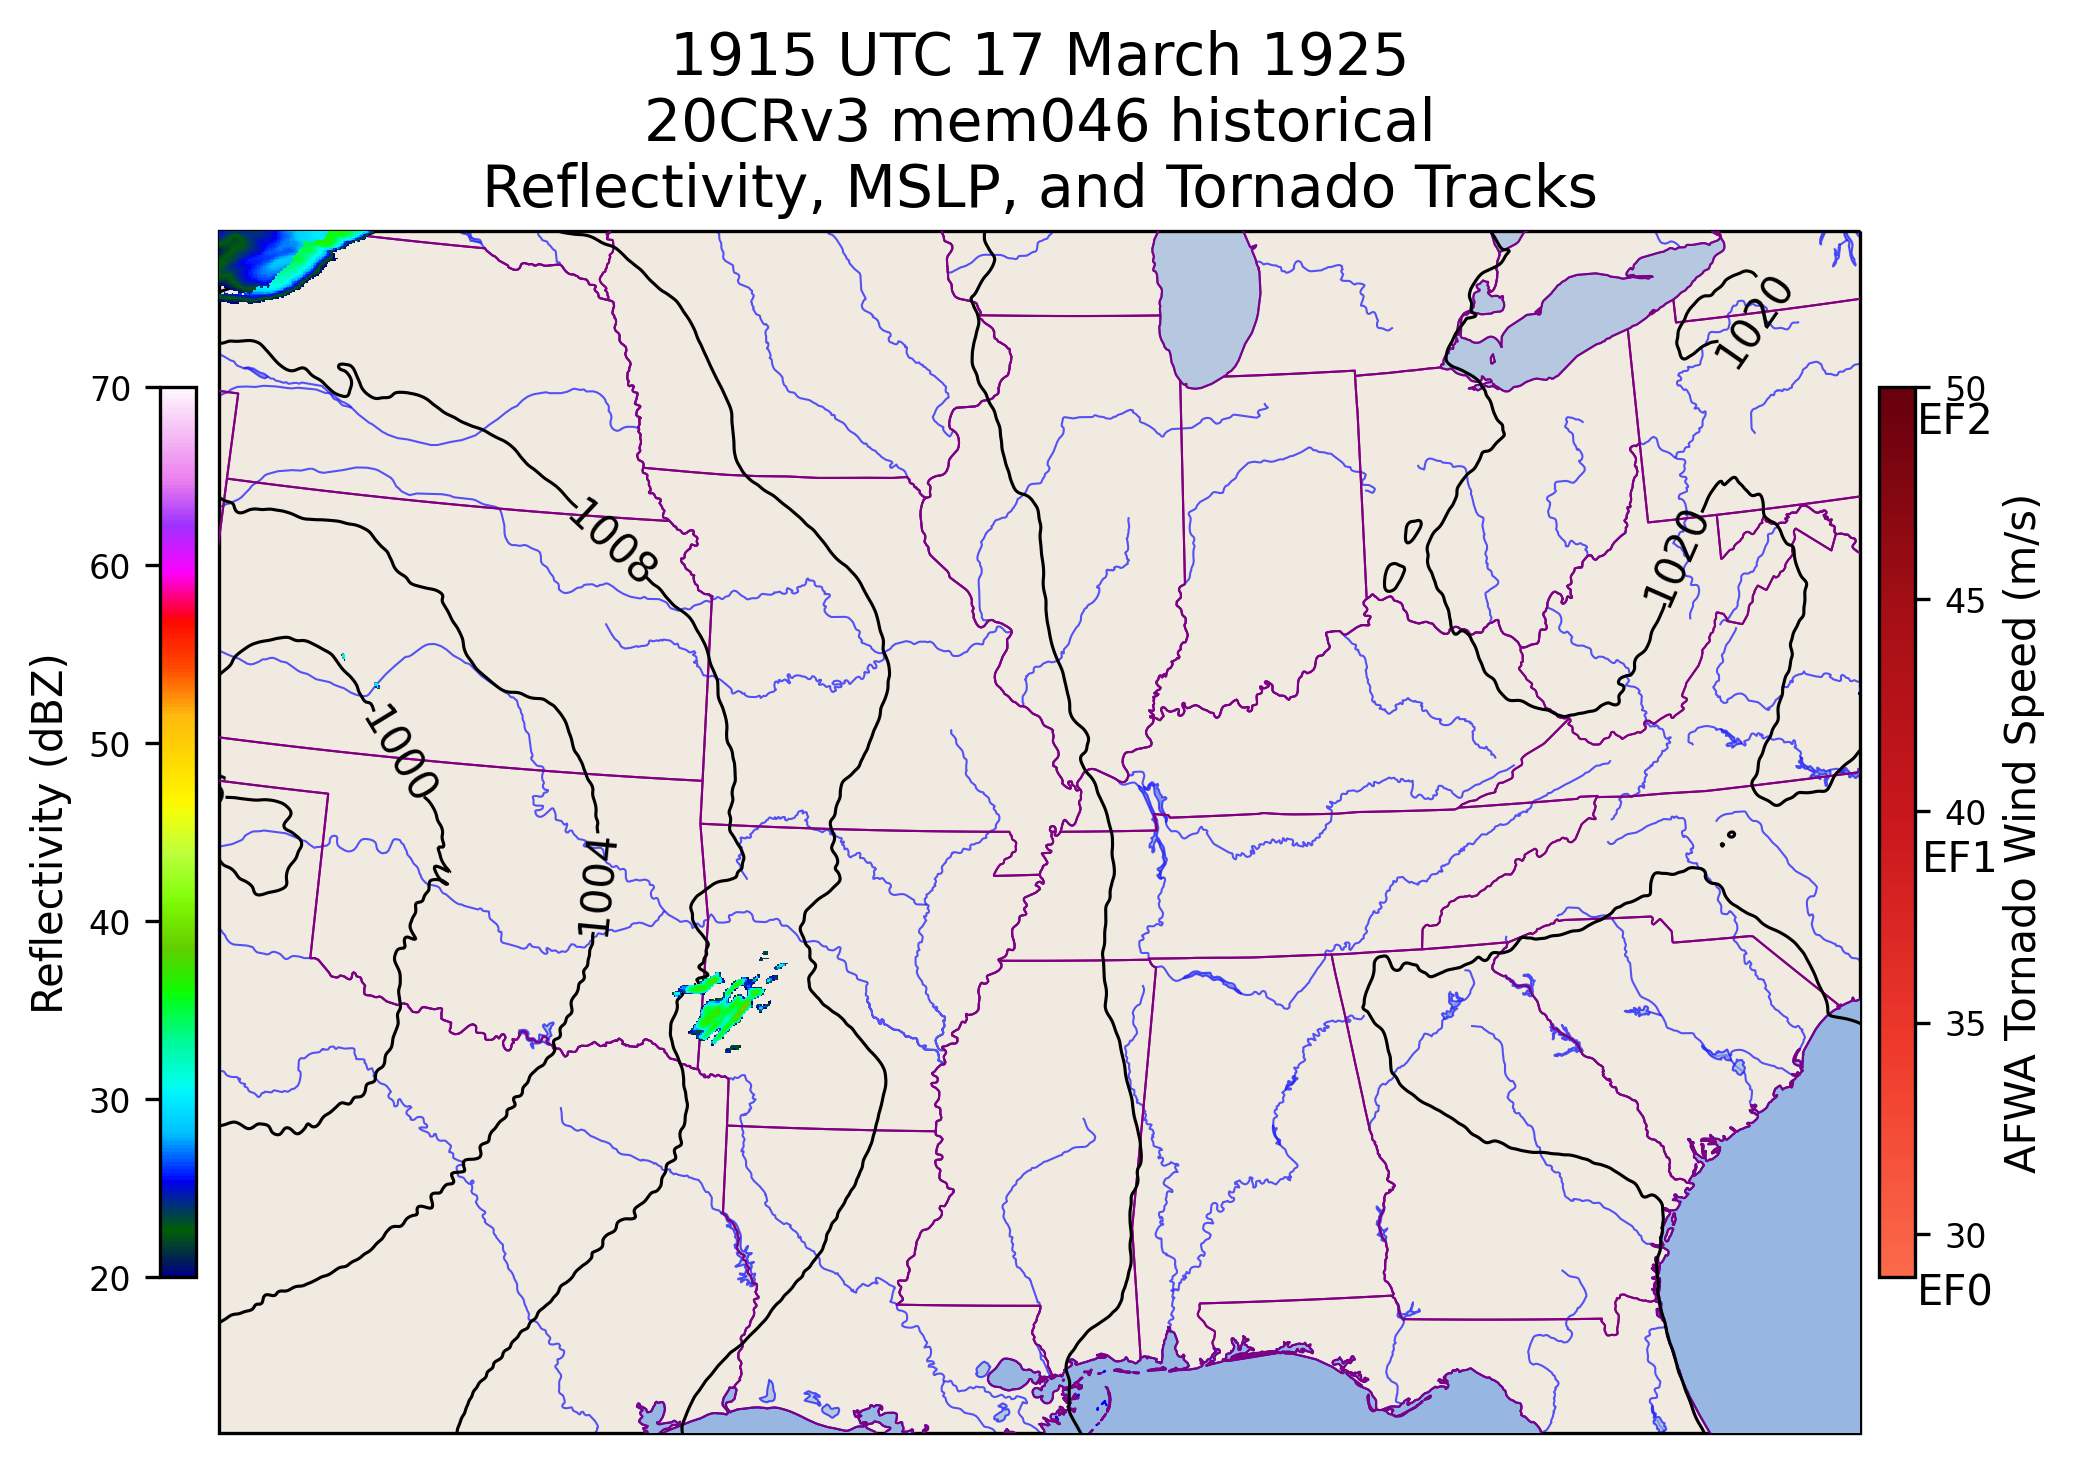 1915 UTC 17 March 1925
20CRv3 mem046 historical
Reflectivity, MSLP, and Tornado Tracks
Reflectivity (dBZ)
70
60
50
40
30
20
1020
1008
1020
1000
1004
50
EF2
45
40
EF1
35
30
EF0
AFWA Tornado Wind Speed (m/s)